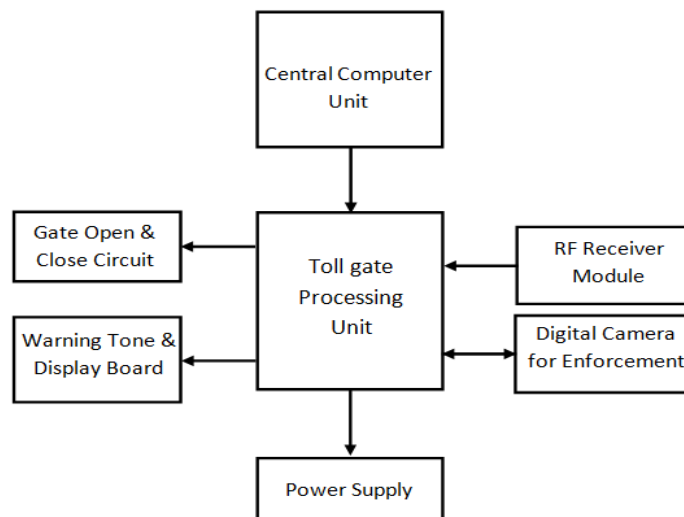 Central Computer
Unit
Gate Open &
Close Circuit
Toll gate
Processing
Unit
RF Receiver
Module
Warning Tone &
Display Board
Digital Camera
for Enforcement
Power Supply